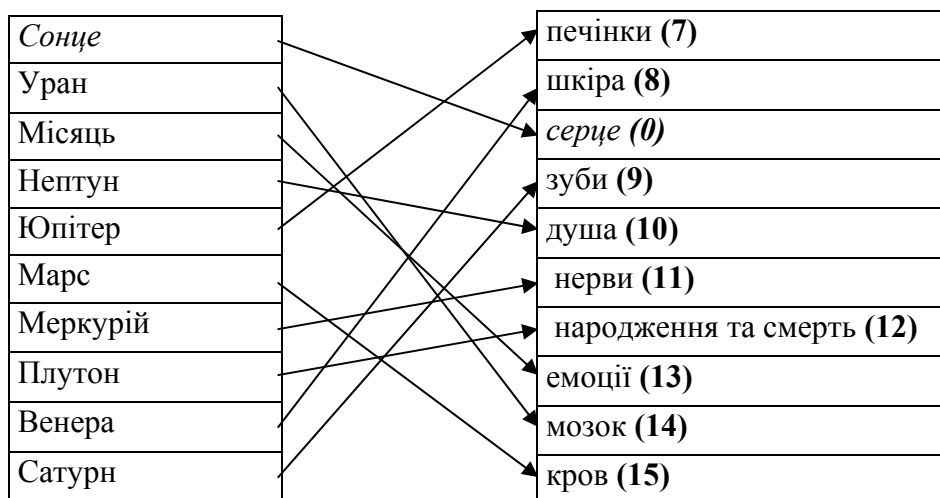 Сонце
Уран
Місяць
Нептун
Юпітер
Марс
Меркурій
Плутон
Венера
Сатурн
печінки (7)
шкіра (8)
серце (0)
зуби (9)
душа (10)
нерви (11)
народження та смерть (12)
емоції (13)
мозок (14)
кров (15)